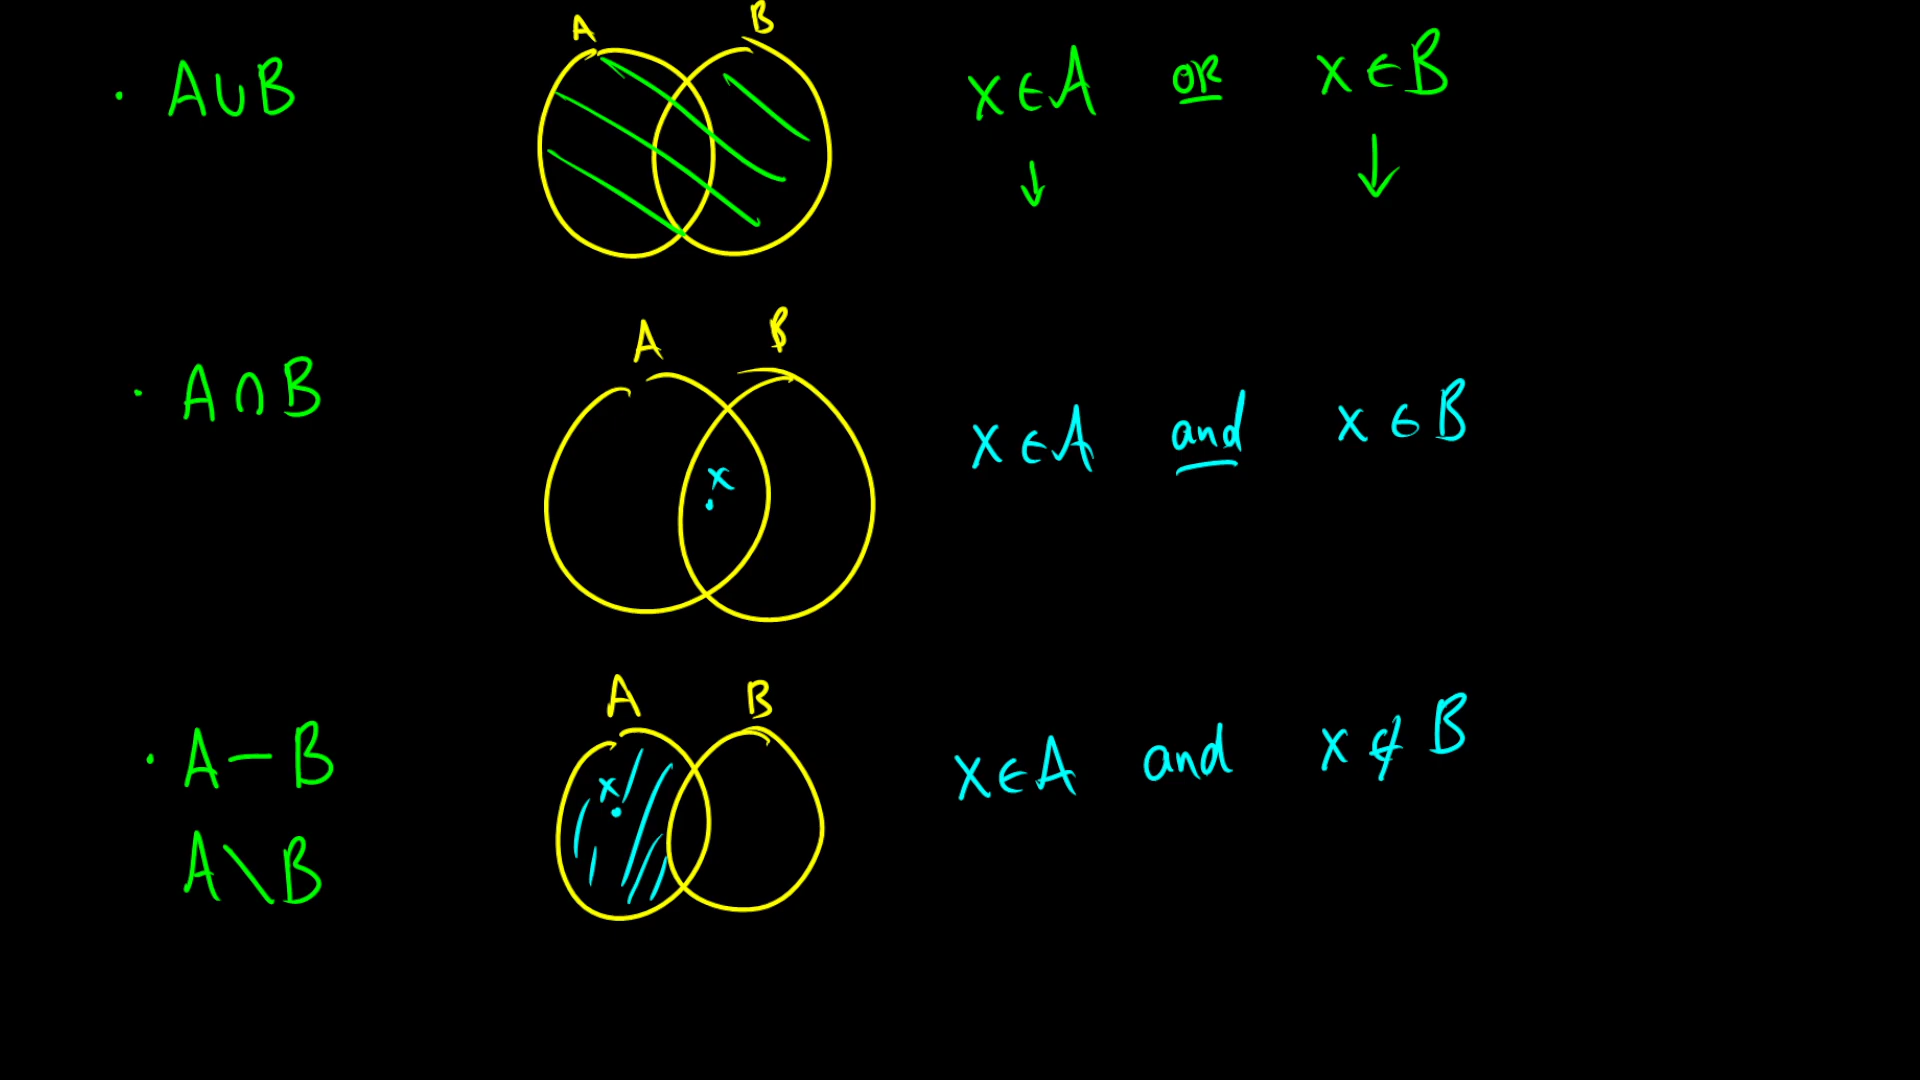 A B
· A∪B x∈A OR x∈B
↓ ↓
A B
· A∩B x∈A and x∈B
x
A B
· A−B x∈A and x∉B
x
A∖B